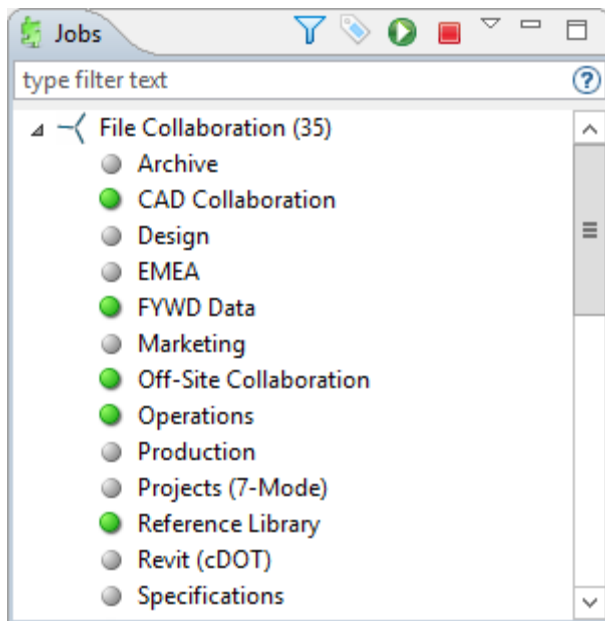 Jobs
type filter text
?
File Collaboration (35)
Archive
CAD Collaboration
Design
EMEA
FYWD Data
Marketing
Off-Site Collaboration
Operations
Production
Projects (7-Mode)
Reference Library
Revit (cDOT)
Specifications